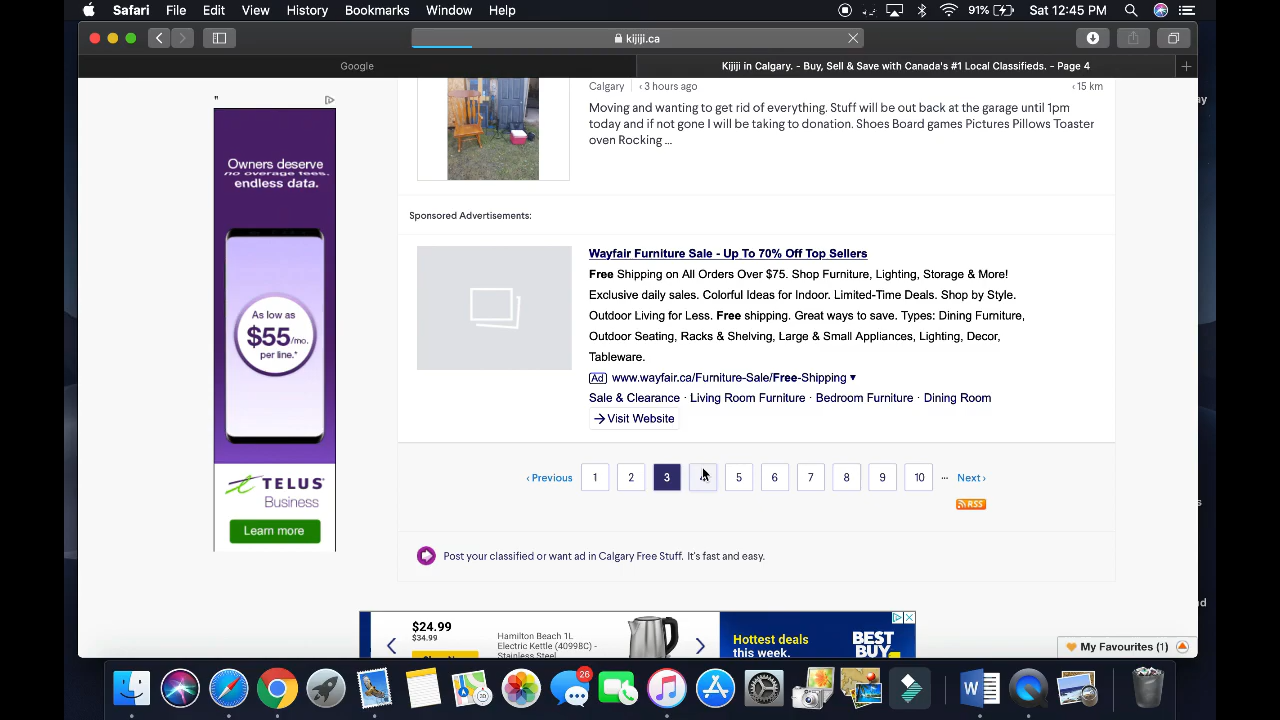 Safari File Edit View History Bookmarks Window Help 91% Sat 12:45 PM
kijiji.ca
Google
Kijiji in Calgary. - Buy, Sell & Save with Canada's #1 Local Classifieds. - Page 4
Calgary < 3 hours ago < 15 km
Moving and wanting to get rid of everything. Stuff will be out back at the garage until 1pm
today and if not gone I will be taking to donation. Shoes Board games Pictures Pillows Toaster
oven Rocking ...
Owners deserve
no overage fees,
endless data.
As low as
$55/mo.
per line.*
TELUS
Business
Learn more
Sponsored Advertisements:
Wayfair Furniture Sale - Up To 70% Off Top Sellers
Free Shipping on All Orders Over $75. Shop Furniture, Lighting, Storage & More!
Exclusive daily sales. Colorful Ideas for Indoor. Limited-Time Deals. Shop by Style.
Outdoor Living for Less. Free shipping. Great ways to save. Types: Dining Furniture,
Outdoor Seating, Racks & Shelving, Large & Small Appliances, Lighting, Decor,
Tableware.
Ad www.wayfair.ca/Furniture-Sale/Free-Shipping ▼
Sale & Clearance · Living Room Furniture · Bedroom Furniture · Dining Room
→ Visit Website
‹ Previous 1 2 3 4 5 6 7 8 9 10 ... Next ›
RSS
Post your classified or want ad in Calgary Free Stuff. It's fast and easy.
$24.99
$34.99
Hamilton Beach 1L
Electric Kettle (40998C) -
Stainless Steel
Hottest deals
this week.
BEST
BUY
My Favourites (1)
26